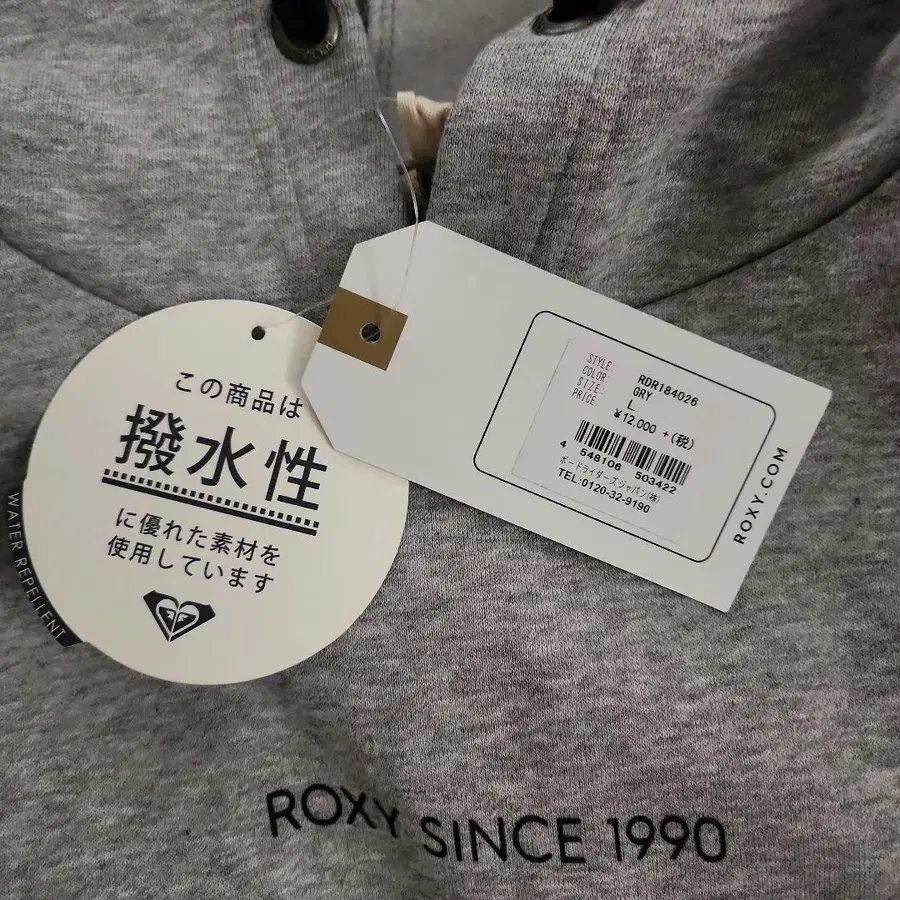 この商品は
撥水性
に優れた素材を
使用しています
WATER REPELLENT
STYLE: RDR184026
COLOR: GRY
SIZE: L
PRICE: ¥12,000 +(税)
4 548106 503422
ボードライダーズジャパン(株)
TEL:0120-32-9190
ROXY.COM
ROXY SINCE 1990